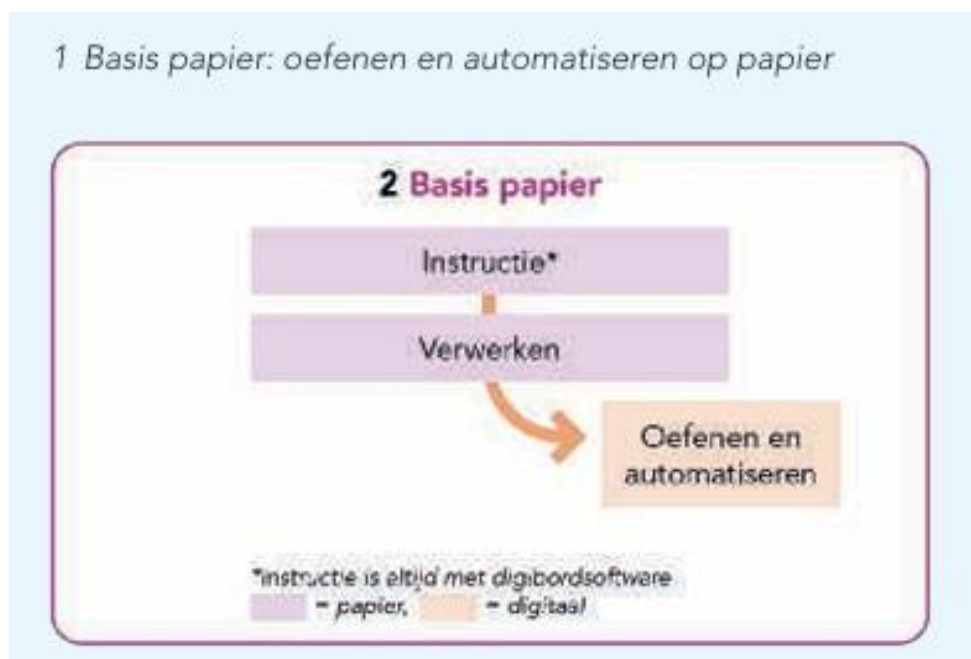 1 Basis papier: oefenen en automatiseren op papier
2 Basis papier
Instructie*
Verwerken
Oefenen en
automatiseren
*instructie is altijd met digibordsoftware
= papier, = digitaal